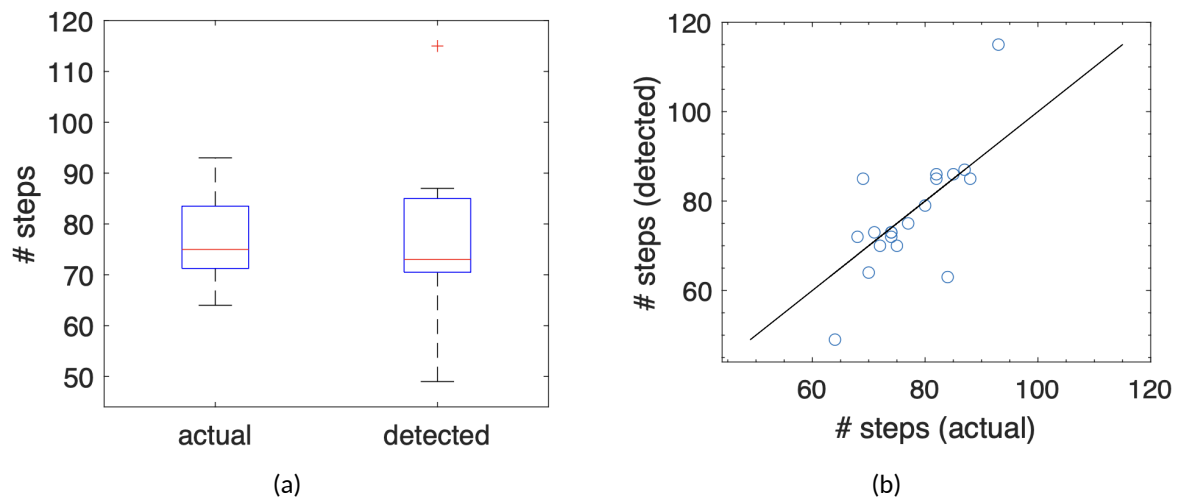 120
110
100
90
80
70
60
50
# steps
actual detected
(a)
120
100
80
60
# steps (detected)
60 80 100 120
# steps (actual)
(b)